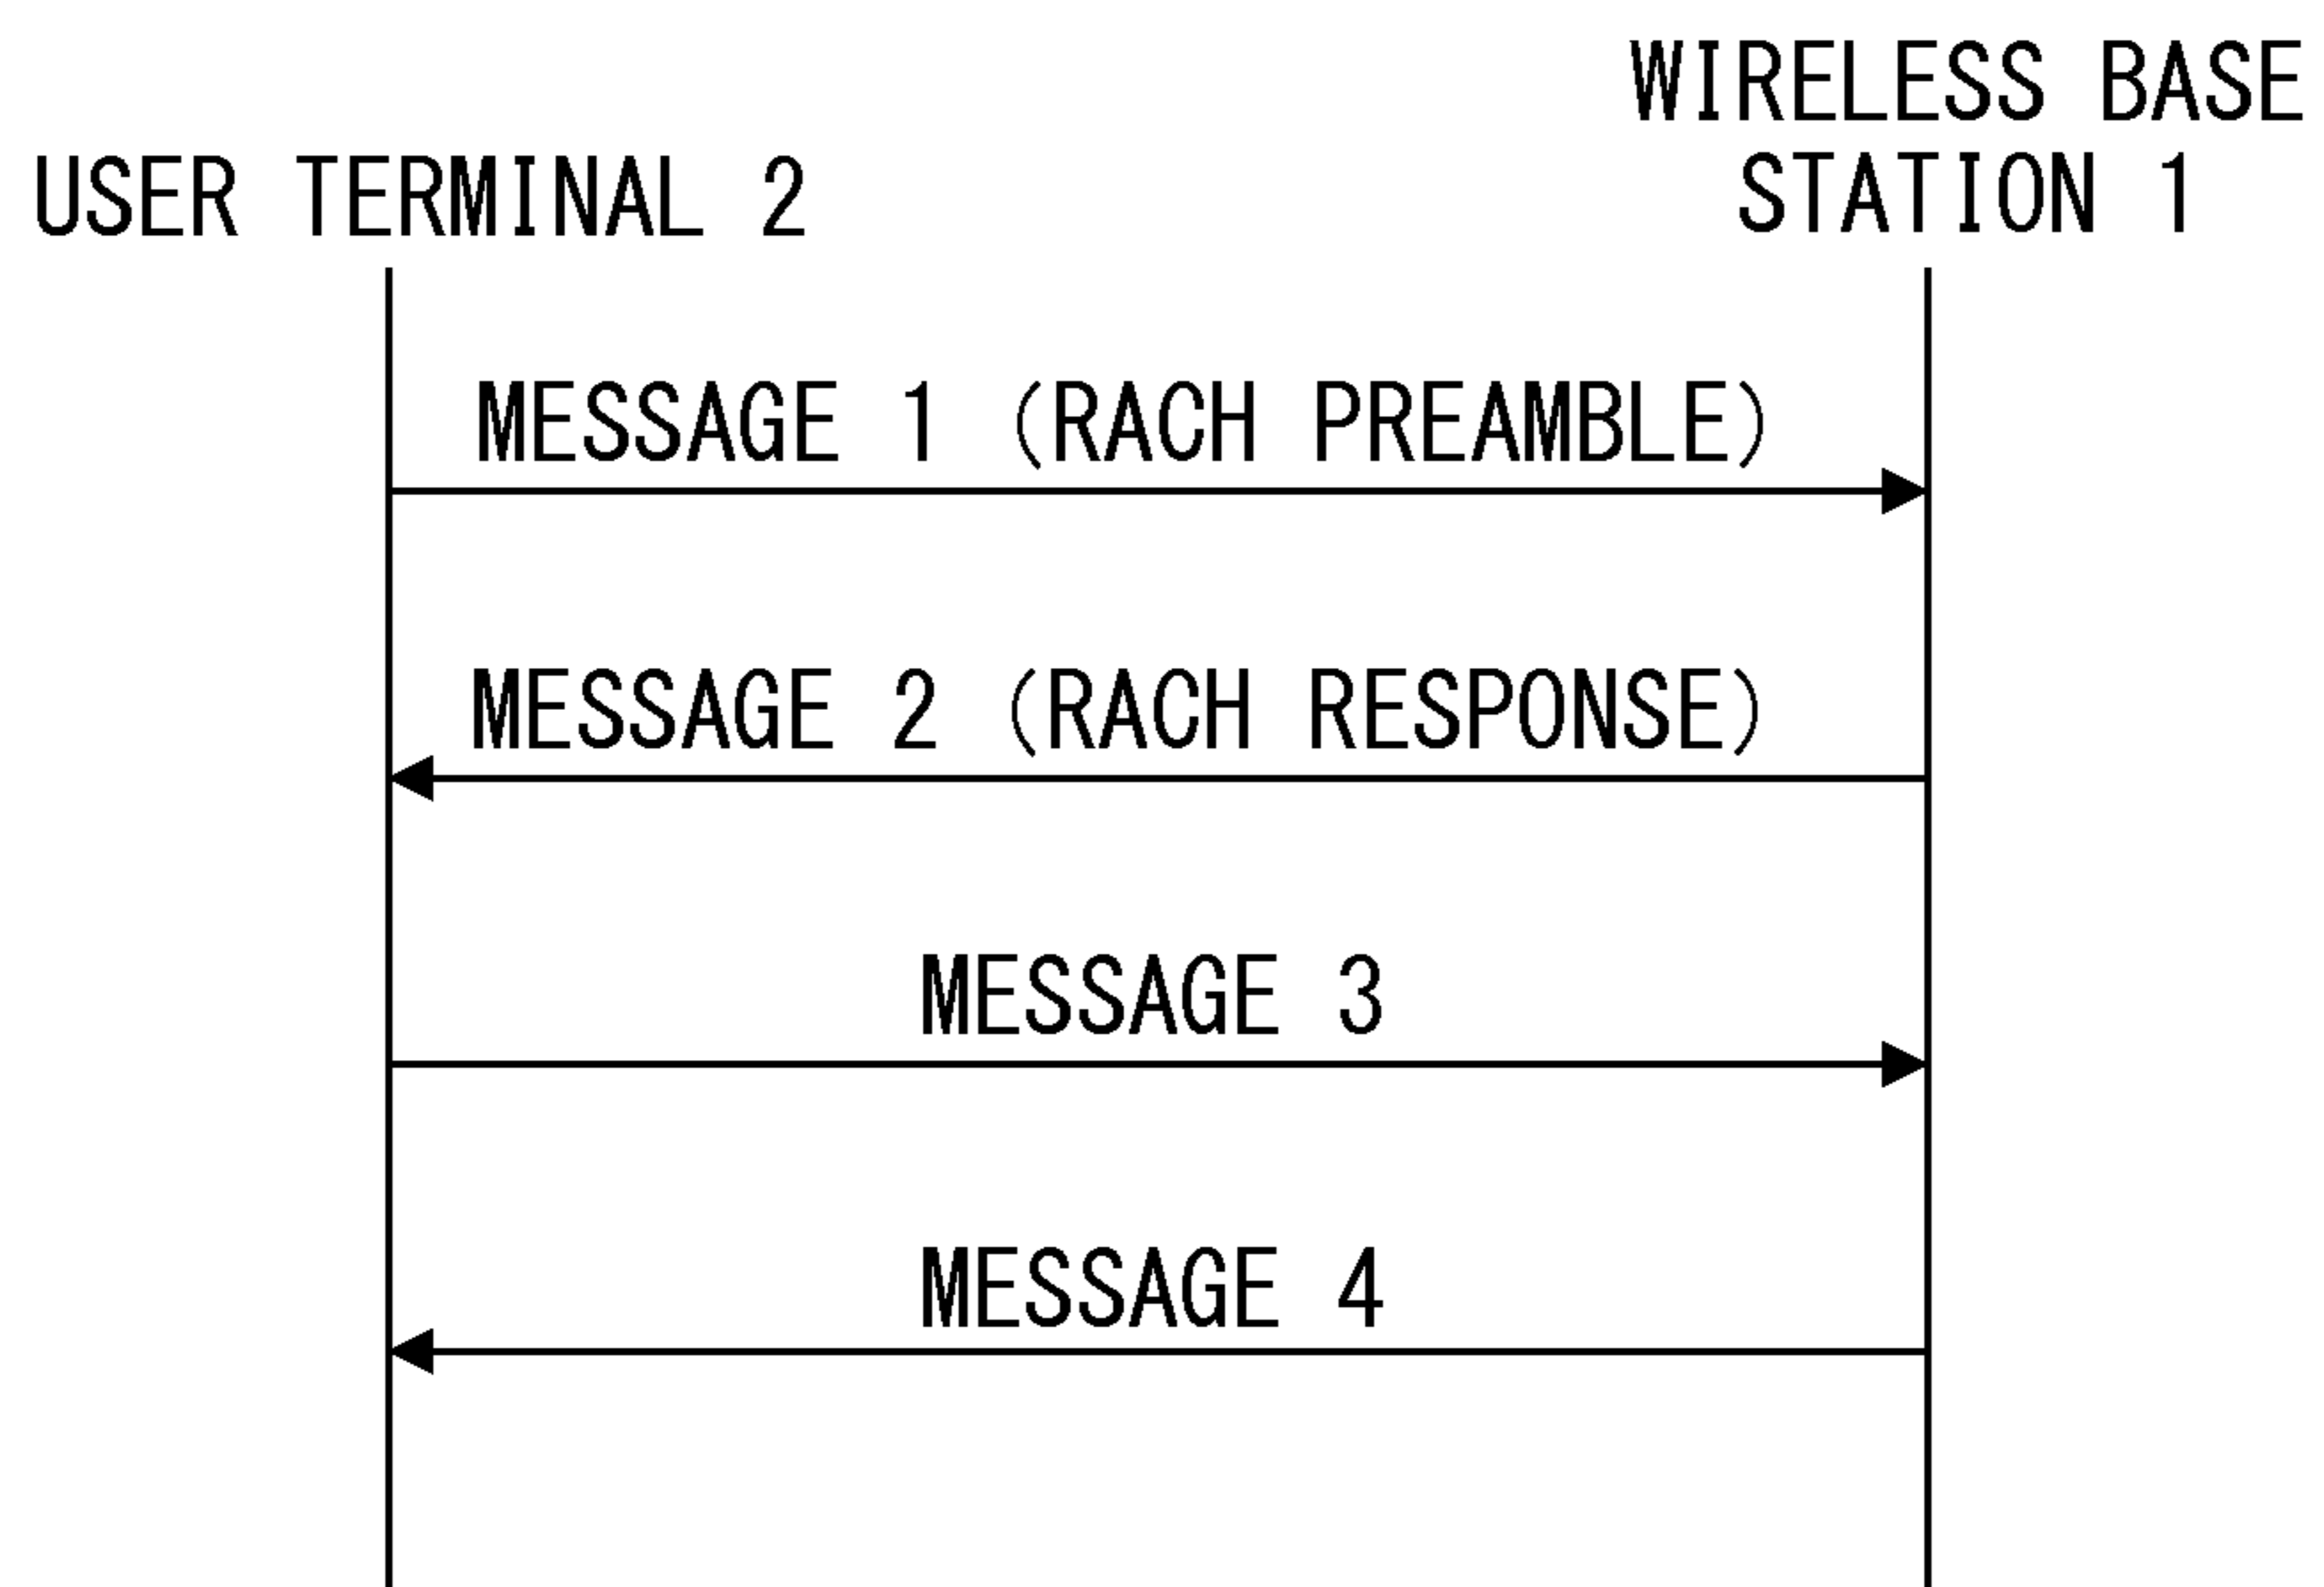 USER TERMINAL 2
WIRELESS BASE
STATION 1
MESSAGE 1 (RACH PREAMBLE)
MESSAGE 2 (RACH RESPONSE)
MESSAGE 3
MESSAGE 4